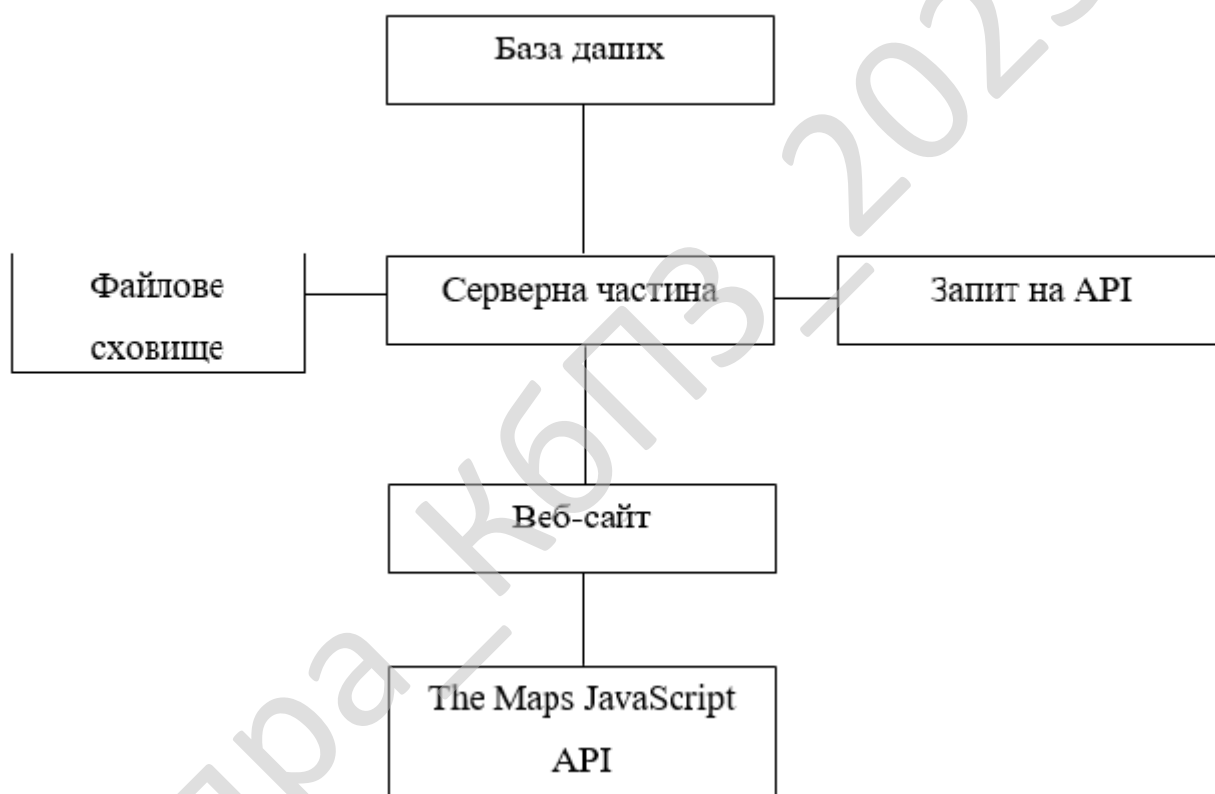 База даних
Файлове
сховище
Серверна частина
Запит на API
Веб-сайт
The Maps JavaScript
API